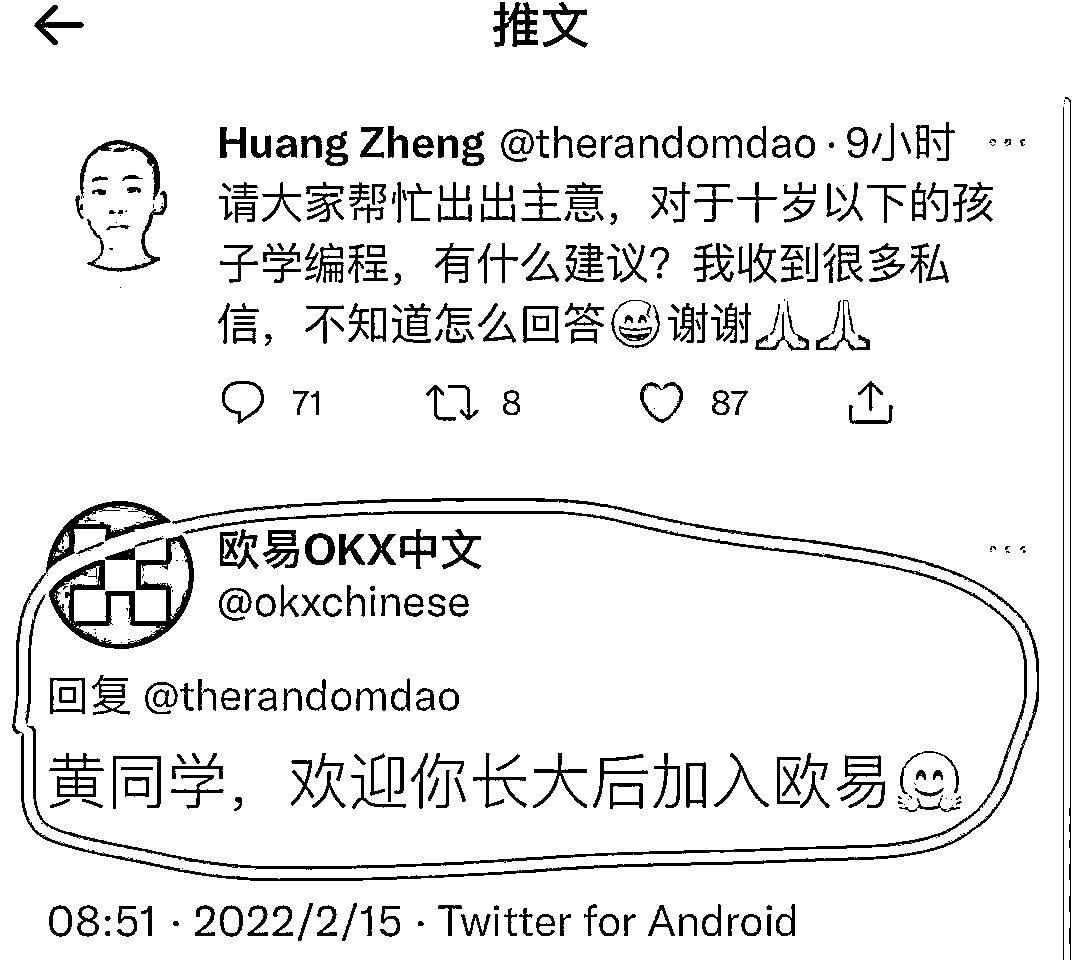 推文
Huang Zheng @therandomdao · 9小时
请大家帮忙出出主意，对于十岁以下的孩
子学编程，有什么建议？我收到很多私
信，不知道怎么回答😅谢谢🙏🙏
71 8 87
欧易OKX中文
@okxchinese
回复 @therandomdao
黄同学，欢迎你长大后加入欧易🤗
08:51 · 2022/2/15 · Twitter for Android